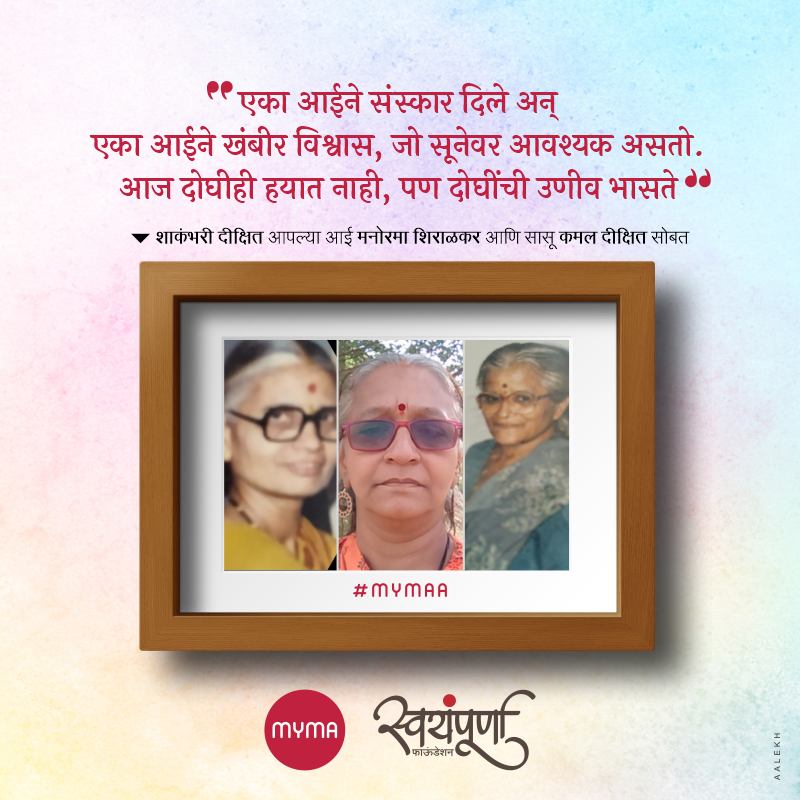 ❞एका आईने संस्कार दिले अन्
एका आईने खंबीर विश्वास, जो सूनेवर आवश्यक असतो.
आज दोघीही हयात नाही, पण दोघींची उणीव भासते❝
शाकंभरी दीक्षित आपल्या आई मनोरमा शिराळकर आणि सासू कमल दीक्षित सोबत
#MYMAA
MYMA
स्वयंपूर्णा
फाऊंडेशन
AALEKH